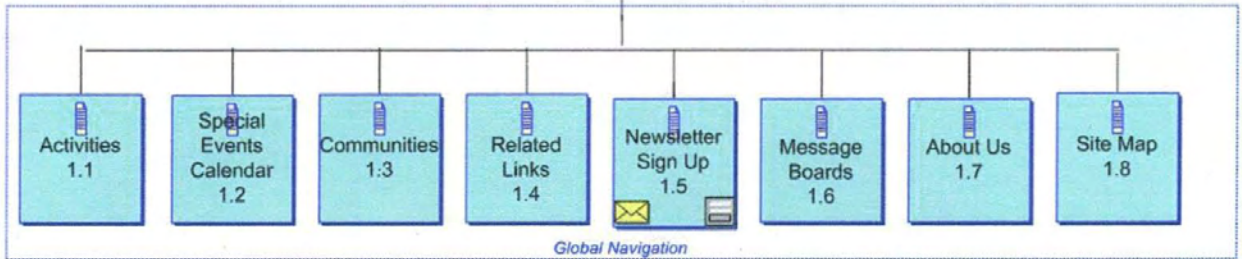 Activities
1.1
Special
Events
Calendar
1.2
Communities
1:3
Related
Links
1.4
Newsletter
Sign Up
1.5
Message
Boards
1.6
About Us
1.7
Site Map
1.8
Global Navigation